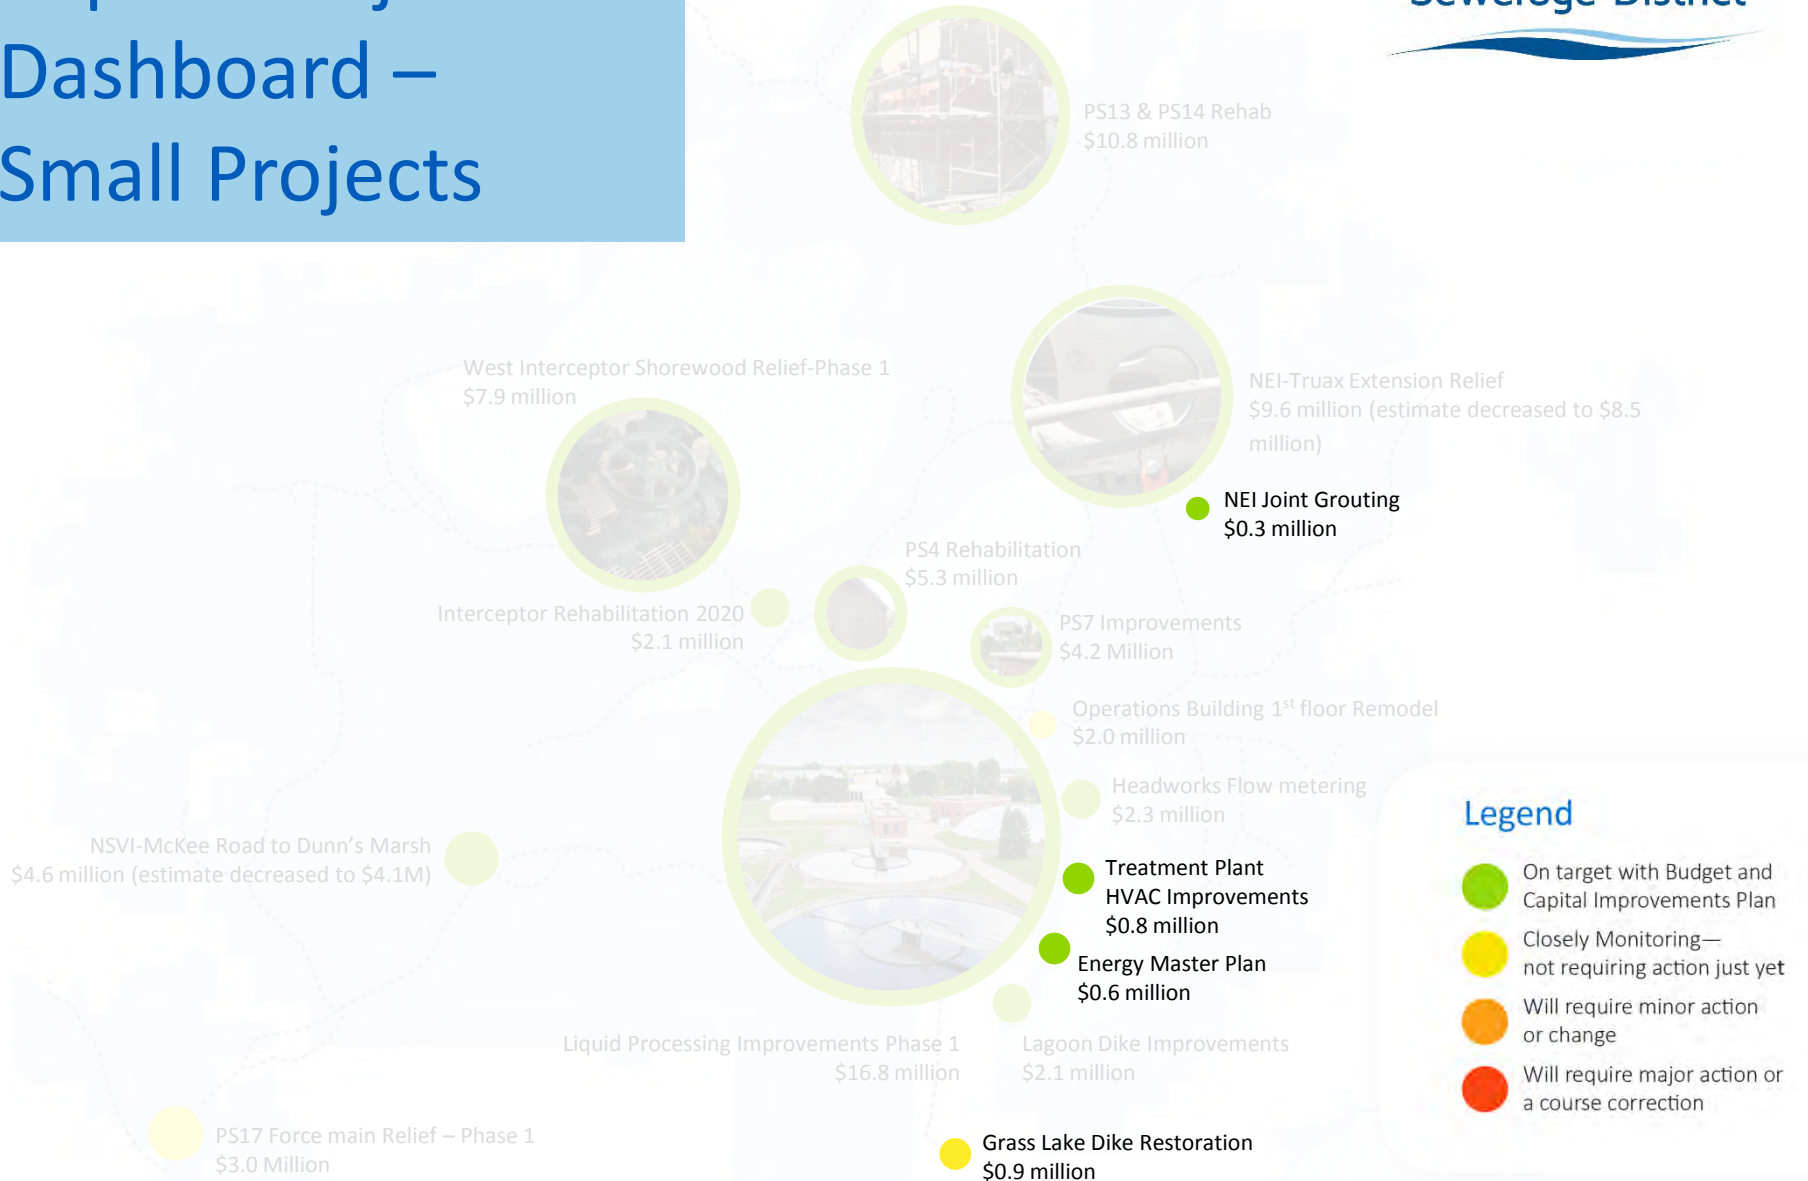 Dashboard –
Small Projects
Sewerage District
PS13 & PS14 Rehab
$10.8 million
West Interceptor Shorewood Relief-Phase 1
$7.9 million
NEI-Truax Extension Relief
$9.6 million (estimate decreased to $8.5
million)
NEI Joint Grouting
$0.3 million
PS4 Rehabilitation
$5.3 million
Interceptor Rehabilitation 2020
$2.1 million
PS7 Improvements
$4.2 Million
Operations Building 1st floor Remodel
$2.0 million
Headworks Flow metering
$2.3 million
NSVI-McKee Road to Dunn's Marsh
$4.6 million (estimate decreased to $4.1M)
Treatment Plant
HVAC Improvements
$0.8 million
Energy Master Plan
$0.6 million
Liquid Processing Improvements Phase 1
$16.8 million
Lagoon Dike Improvements
$2.1 million
PS17 Force main Relief – Phase 1
$3.0 Million
Grass Lake Dike Restoration
$0.9 million
Legend
On target with Budget and
Capital Improvements Plan
Closely Monitoring—
not requiring action just yet
Will require minor action
or change
Will require major action or
a course correction